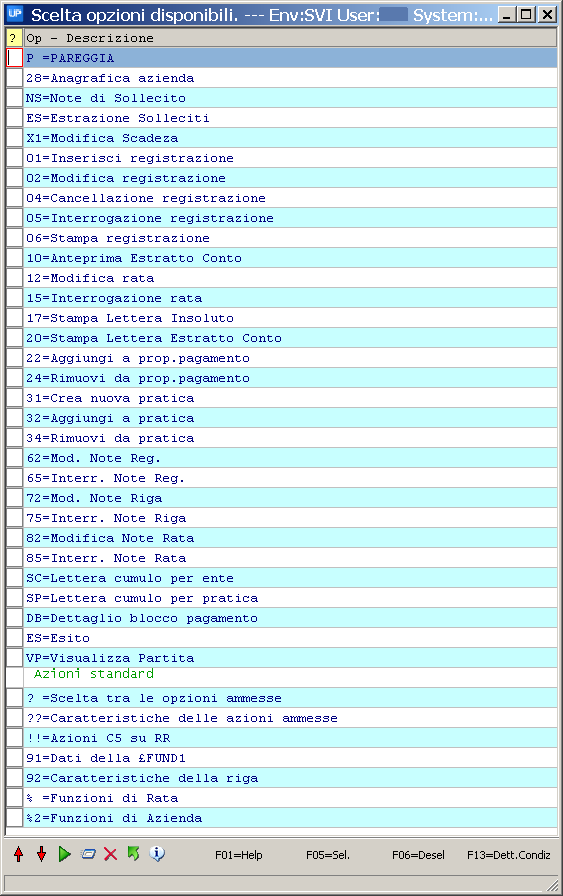 UP Scelta opzioni disponibili. --- Env:SVI User: System:...
? Op - Descrizione
P =PAREGGIA
28=Anagrafica azienda
NS=Note di Sollecito
ES=Estrazione Solleciti
X1=Modifica Scadeza
01=Inserisci registrazione
02=Modifica registrazione
04=Cancellazione registrazione
05=Interrogazione registrazione
06=Stampa registrazione
10=Anteprima Estratto Conto
12=Modifica rata
15=Interrogazione rata
17=Stampa Lettera Insoluto
20=Stampa Lettera Estratto Conto
22=Aggiungi a prop.pagamento
24=Rimuovi da prop.pagamento
31=Crea nuova pratica
32=Aggiungi a pratica
34=Rimuovi da pratica
62=Mod. Note Reg.
65=Interr. Note Reg.
72=Mod. Note Riga
75=Interr. Note Riga
82=Modifica Note Rata
85=Interr. Note Rata
SC=Lettera cumulo per ente
SP=Lettera cumulo per pratica
DB=Dettaglio blocco pagamento
ES=Esito
VP=Visualizza Partita
Azioni standard
? =Scelta tra le opzioni ammesse
??=Caratteristiche delle azioni ammesse
!!=Azioni C5 su RR
91=Dati della £FUND1
92=Caratteristiche della riga
% =Funzioni di Rata
%2=Funzioni di Azienda
F01=Help F05=Sel. F06=Desel F13=Dett.Condiz